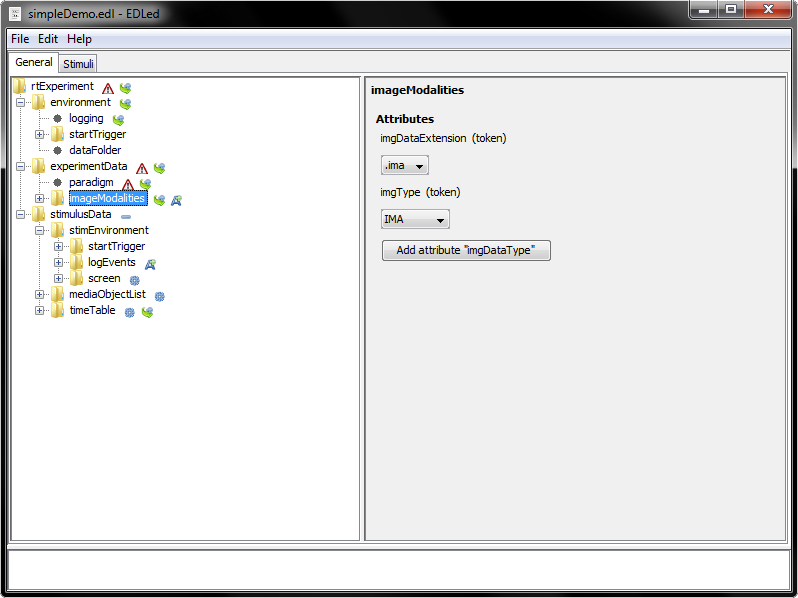 simpleDemo.edl - EDLed
File Edit Help
General Stimuli
rtExperiment
environment
logging
startTrigger
dataFolder
experimentData
paradigm
imageModalities
stimulusData
stimEnvironment
startTrigger
logEvents
screen
mediaObjectList
timeTable
imageModalities
Attributes
imgDataExtension (token)
.ima
imgType (token)
IMA
Add attribute "imgDataType"